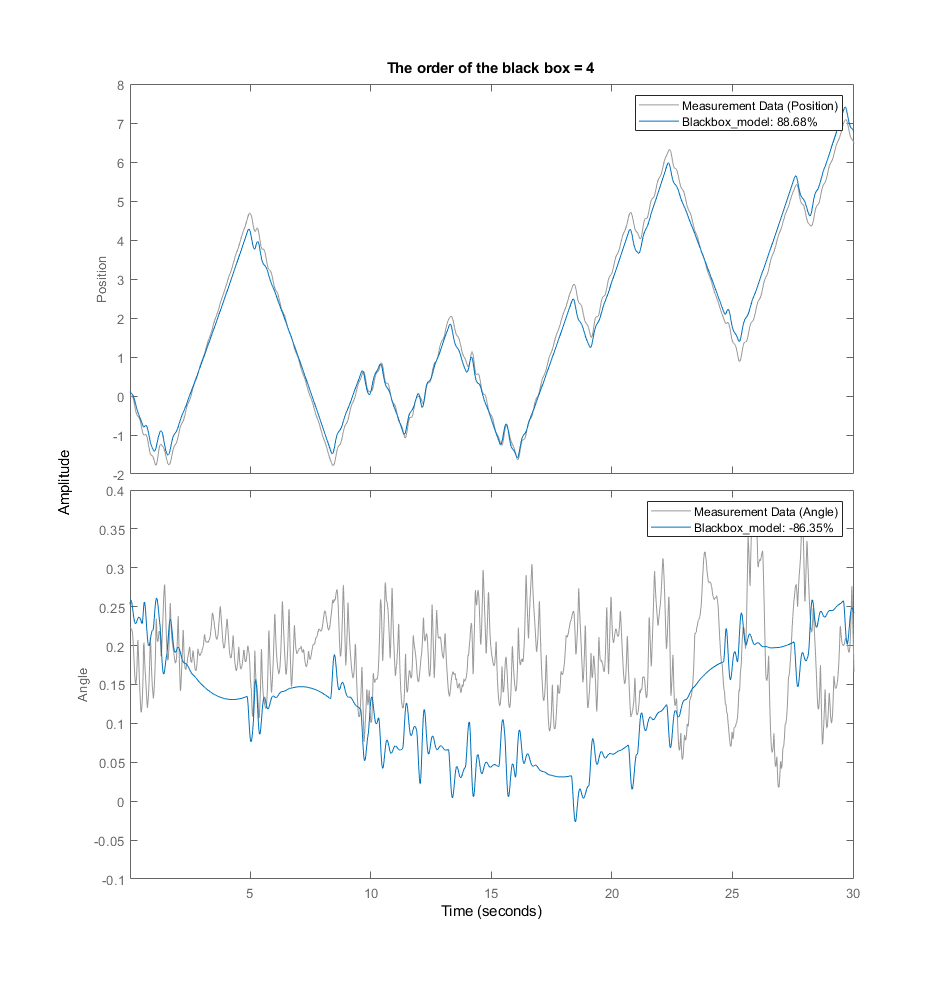 The order of the black box = 4
8
7
6
5
4
3
2
1
0
-1
-2
Position
Measurement Data (Position)
Blackbox_model: 88.68%
Amplitude
0.4
0.35
0.3
0.25
0.2
0.15
0.1
0.05
0
-0.05
-0.1
Angle
Measurement Data (Angle)
Blackbox_model: -86.35%
5 10 15 20 25 30
Time (seconds)